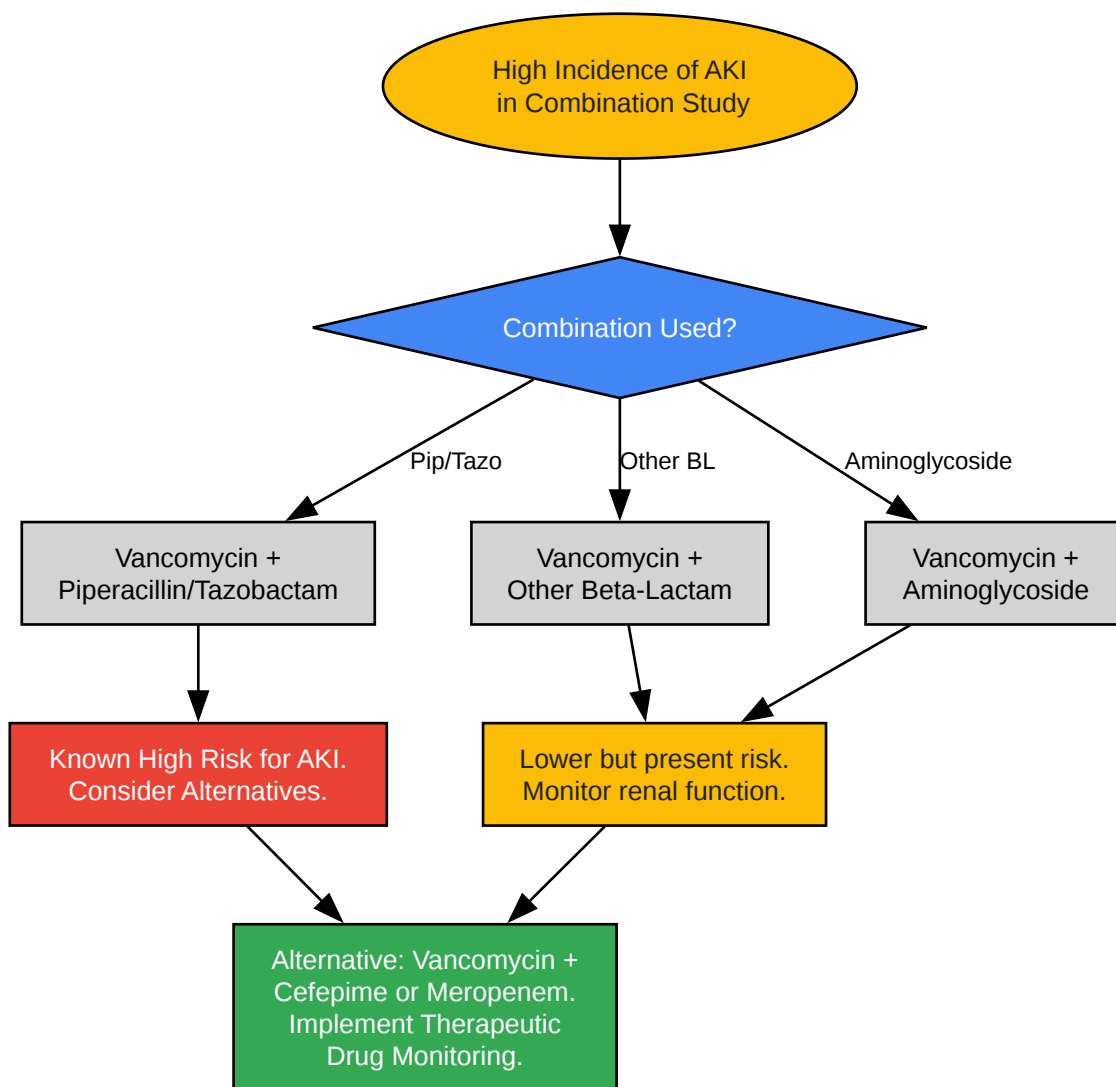 High Incidence of AKI
in Combination Study
Combination Used?
Pip/Tazo
Other BL
Aminoglycoside
Vancomycin +
Piperacillin/Tazobactam
Vancomycin +
Other Beta-Lactam
Vancomycin +
Aminoglycoside
Known High Risk for AKI.
Consider Alternatives.
Lower but present risk.
Monitor renal function.
Alternative: Vancomycin +
Cefepime or Meropenem.
Implement Therapeutic
Drug Monitoring.